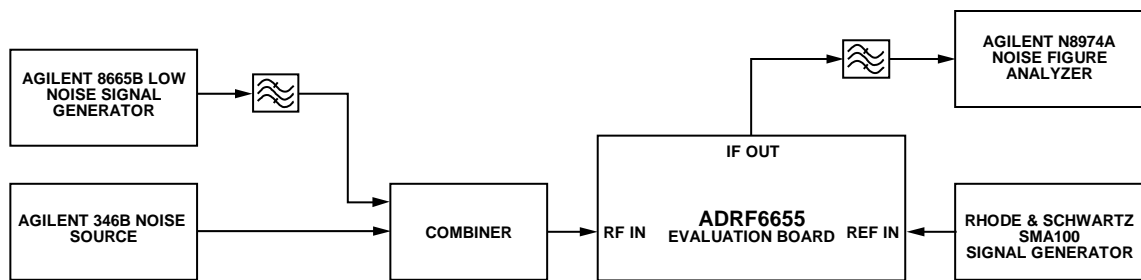 AGILENT 8665B LOW
NOISE SIGNAL
GENERATOR
AGILENT N8974A
NOISE FIGURE
ANALYZER
IF OUT
AGILENT 346B NOISE
SOURCE
COMBINER
RF IN
ADRF6655
EVALUATION BOARD
REF IN
RHODE & SCHWARTZ
SMA100
SIGNAL GENERATOR